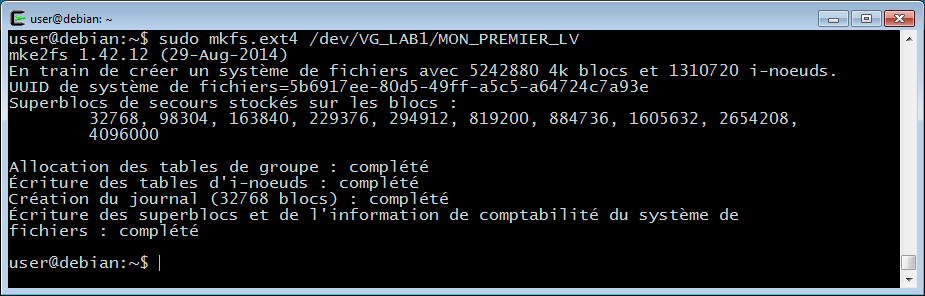 user@debian: ~
user@debian:~$ sudo mkfs.ext4 /dev/VG_LAB1/MON_PREMIER_LV
mke2fs 1.42.12 (29-Aug-2014)
En train de créer un système de fichiers avec 5242880 4k blocs et 1310720 i-noeuds.
UUID de système de fichiers=5b6917ee-80d5-49ff-a5c5-a64724c7a93e
Superblocs de secours stockés sur les blocs :
32768, 98304, 163840, 229376, 294912, 819200, 884736, 1605632, 2654208,
4096000
Allocation des tables de groupe : complété
Écriture des tables d'i-noeuds : complété
Création du journal (32768 blocs) : complété
Écriture des superblocs et de l'information de comptabilité du système de
fichiers : complété
user@debian:~$